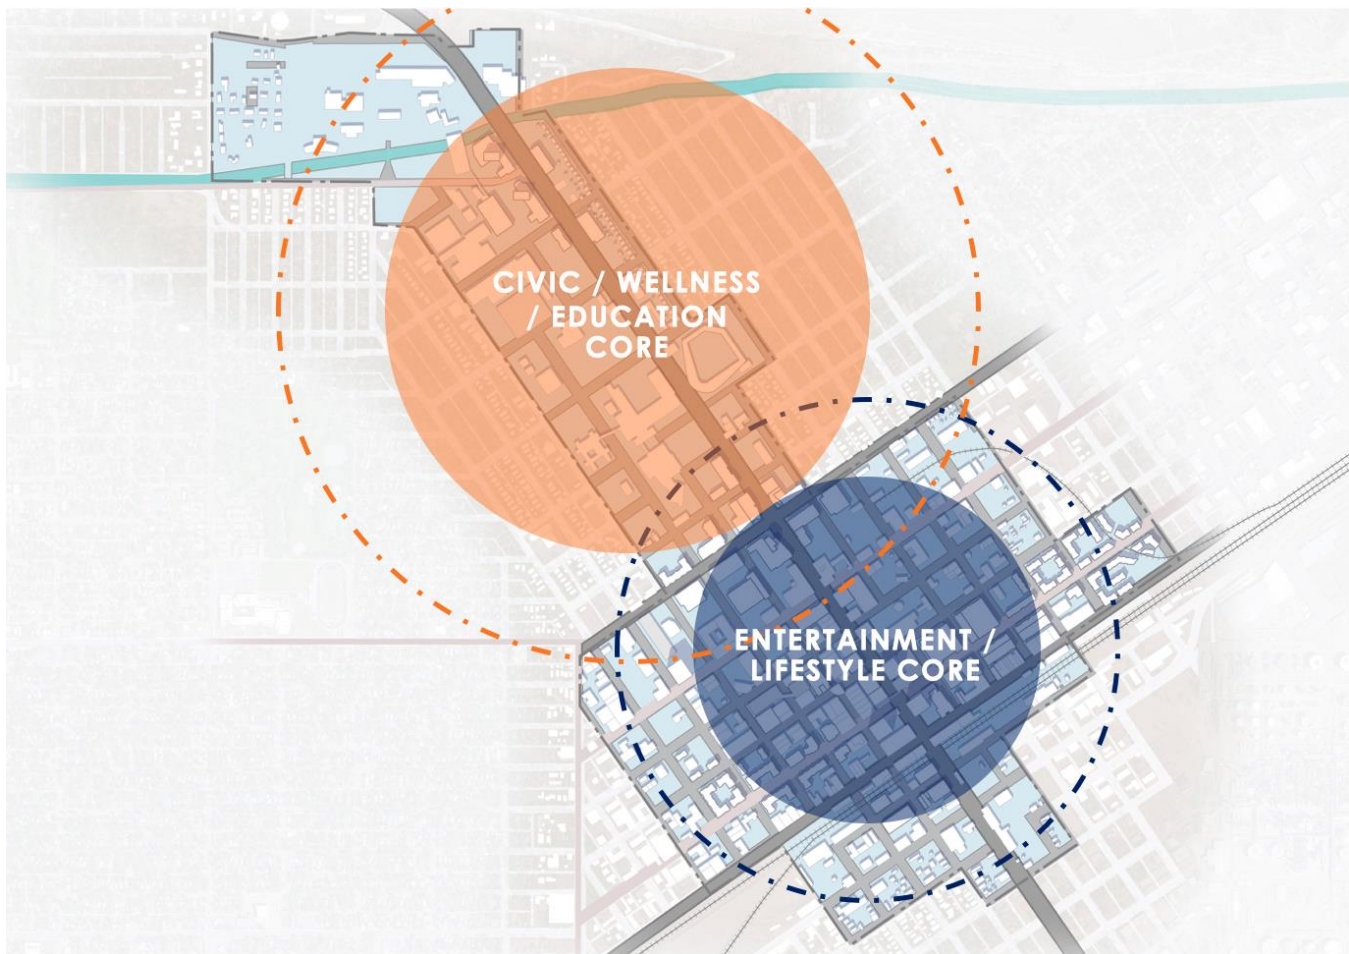 CIVIC / WELLNESS
/ EDUCATION
CORE
ENTERTAINMENT /
LIFESTYLE CORE